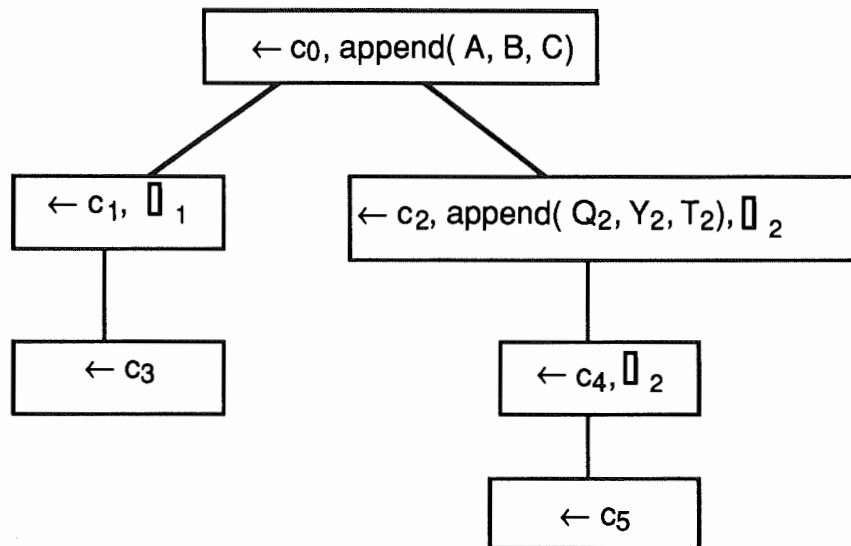 ← c₀, append( A, B, C)
← c₁, ▯ ₁
← c₂, append( Q₂, Y₂, T₂), ▯ ₂
← c₃
← c₄, ▯ ₂
← c₅